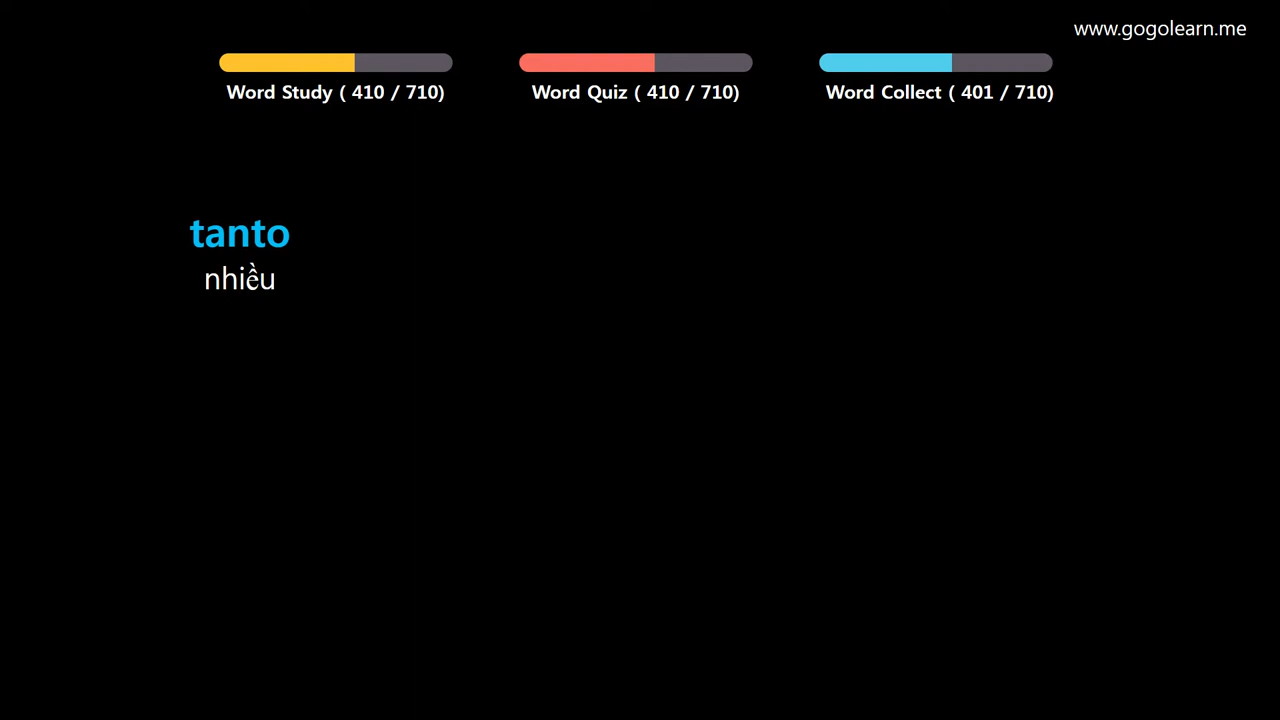 www.gogolearn.me
Word Study ( 410 / 710)
Word Quiz ( 410 / 710)
Word Collect ( 401 / 710)
tanto
nhiều